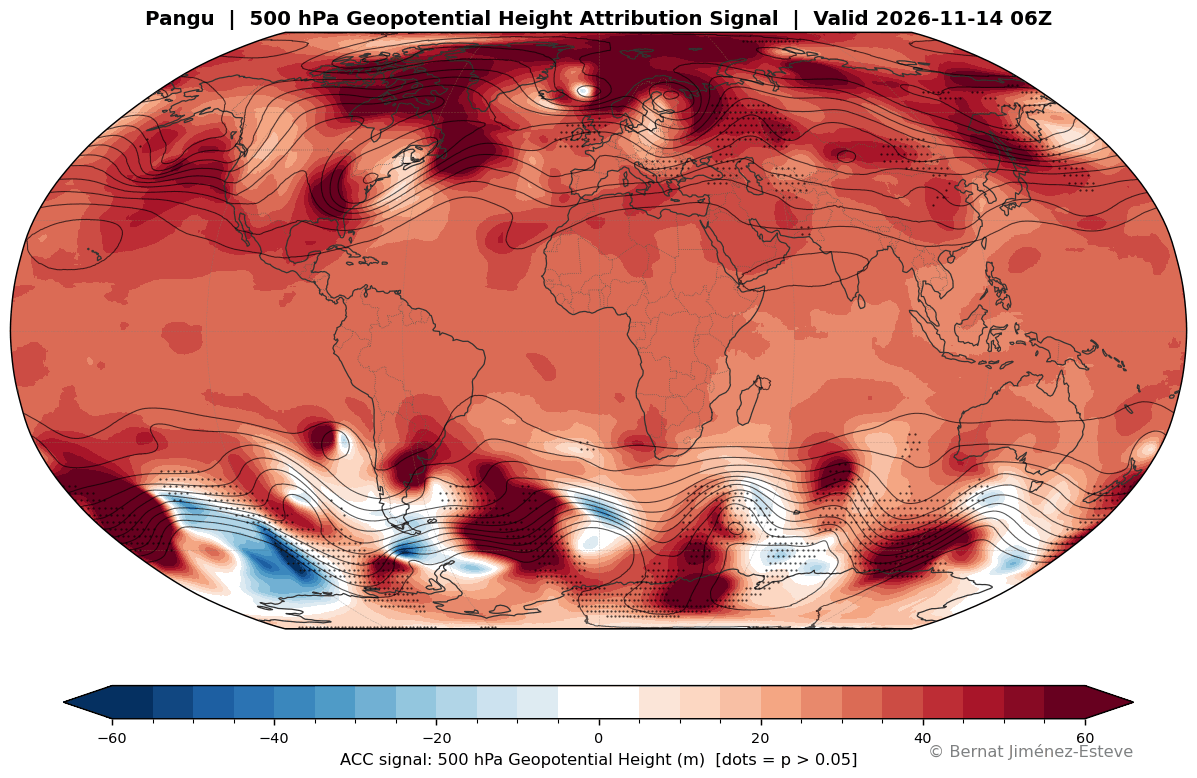 Pangu | 500 hPa Geopotential Height Attribution Signal | Valid 2026-11-14 06Z
−60 −40 −20 0 20 40 60
ACC signal: 500 hPa Geopotential Height (m) [dots = p > 0.05]
© Bernat Jiménez-Esteve